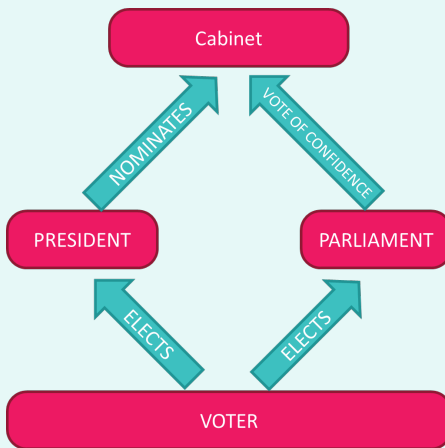 Cabinet
NOMINATES
VOTE OF CONFIDENCE
PRESIDENT
PARLIAMENT
ELECTS
ELECTS
VOTER